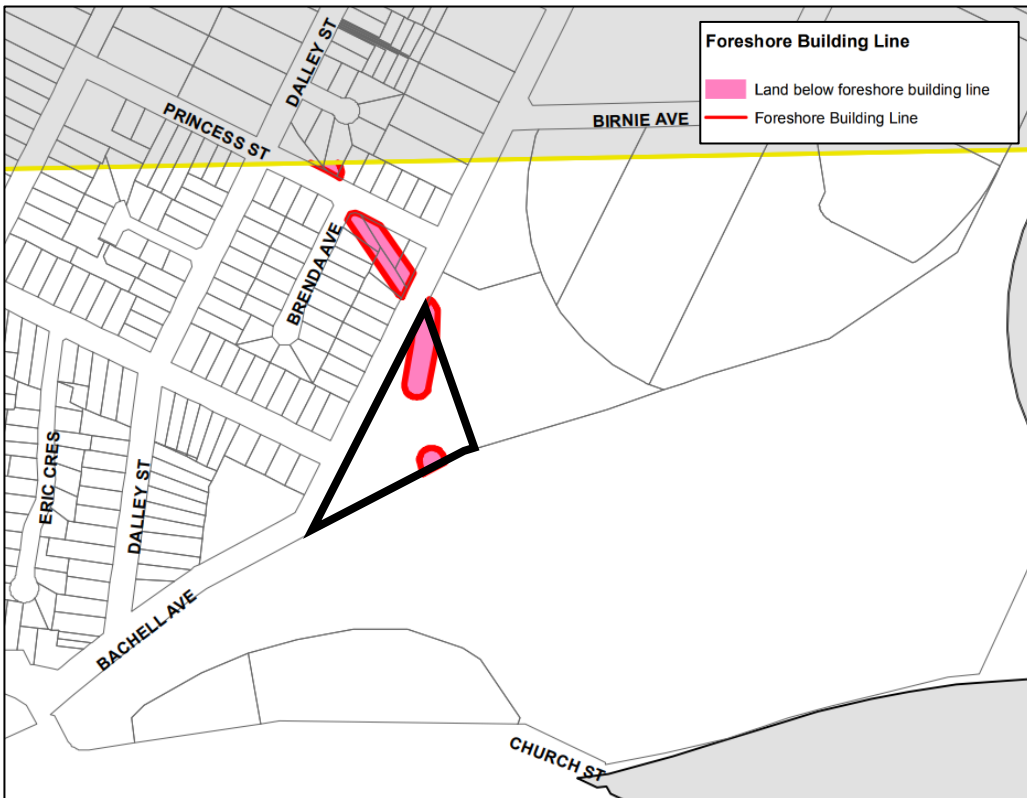 Foreshore Building Line
Land below foreshore building line
Foreshore Building Line
DALLEY ST
PRINCESS ST
BIRNIE AVE
BRENDA AVE
ERIC CRES
DALLEY ST
BACHELL AVE
CHURCH ST